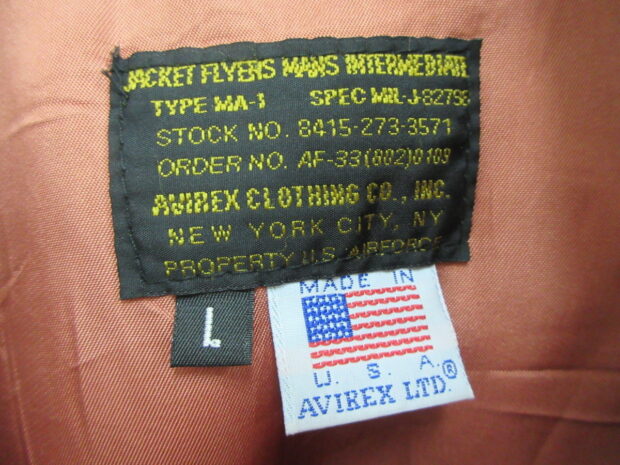 JACKET FLYERS MANS INTERMEDIATE
TYPE MA-1 SPEC MIL-J-8279E
STOCK NO. 8415-273-3571
ORDER NO. AF-33(802)0109
AVIREX CLOTHING CO., INC.
NEW YORK CITY, NY
PROPERTY U.S AIRFORCE
L
MADE IN
U. S. A.
AVIREX LTD.®